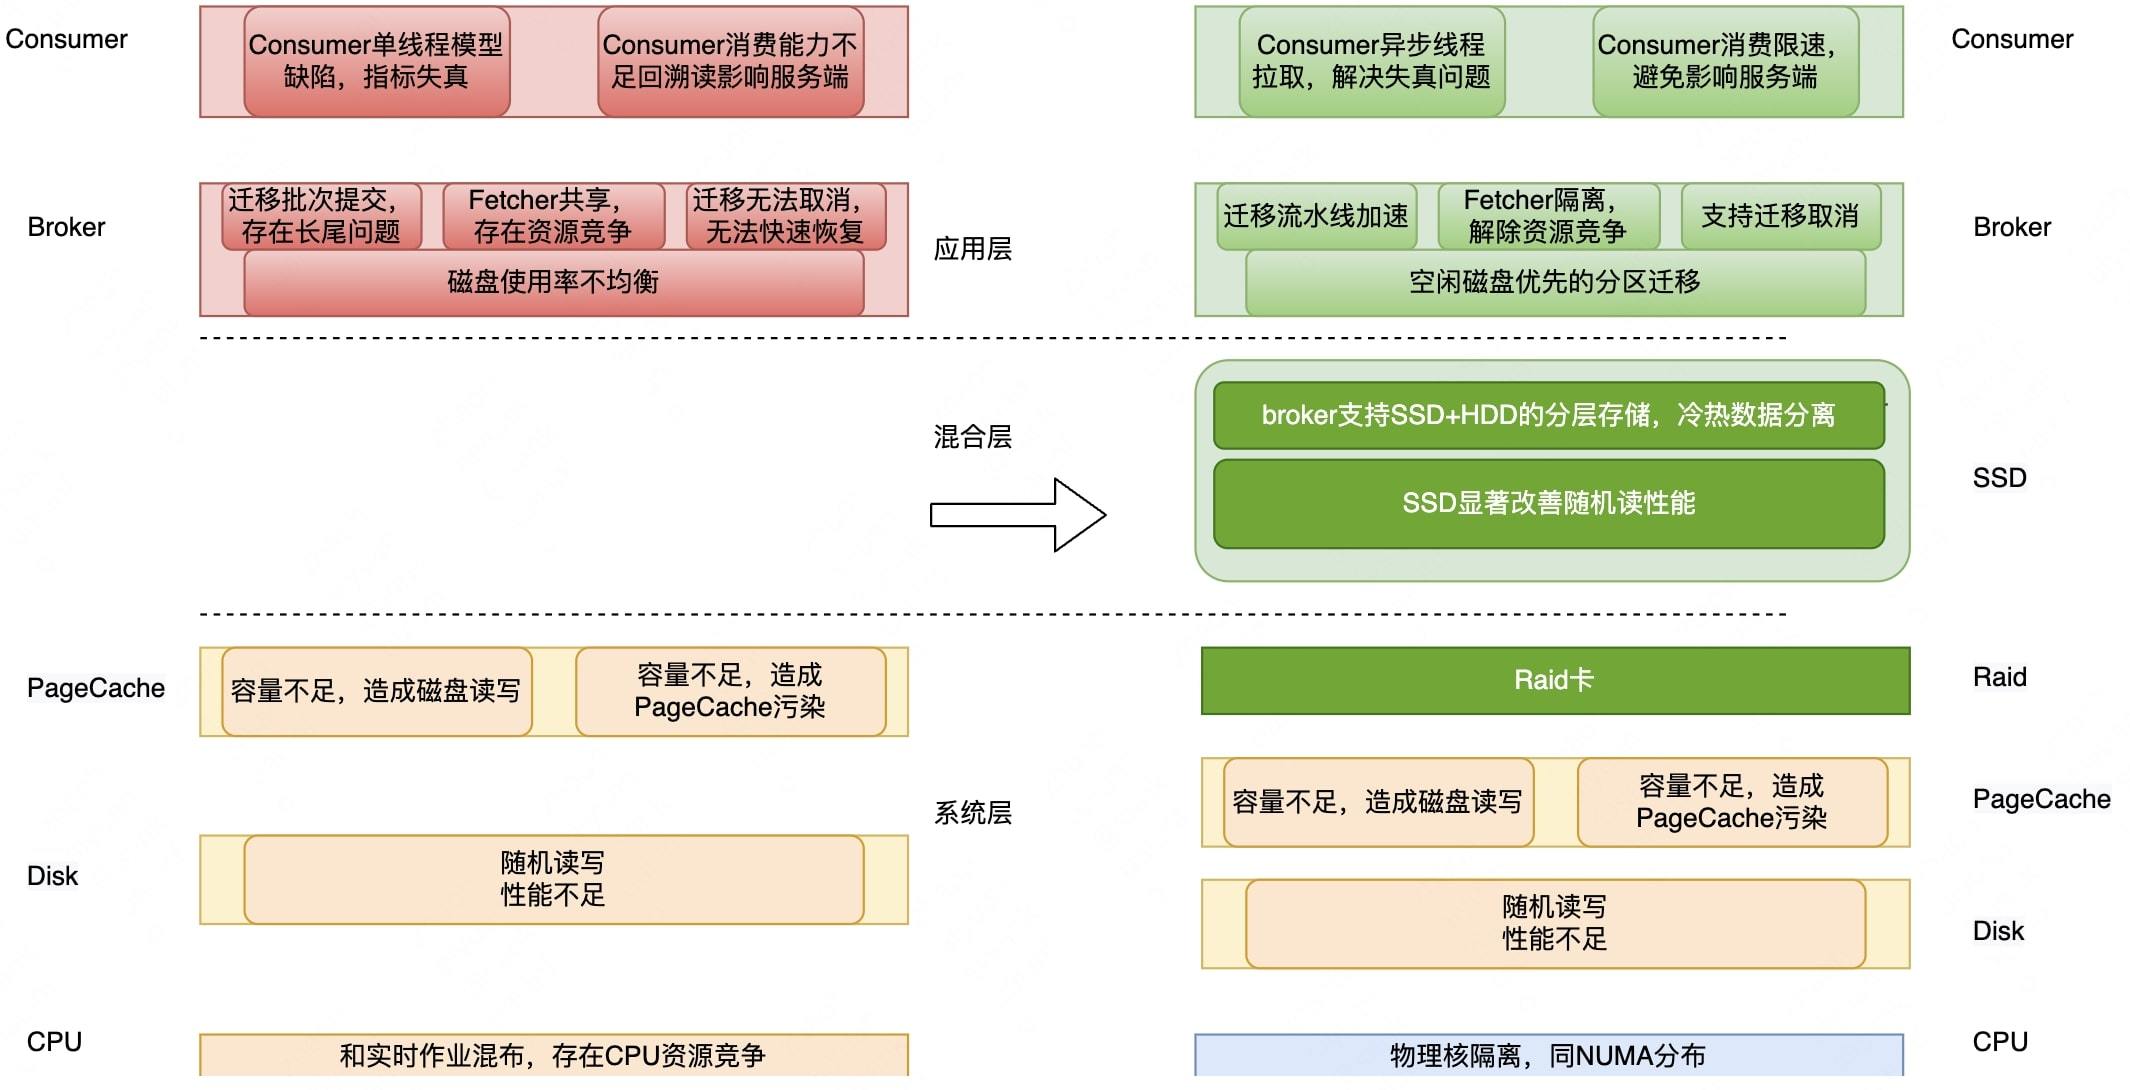 Consumer
Consumer单线程模型
缺陷，指标失真
Consumer消费能力不
足回溯读影响服务端
Consumer异步线程
拉取，解决失真问题
Consumer消费限速，
避免影响服务端
Consumer
Broker
迁移批次提交，
存在长尾问题
Fetcher共享，
存在资源竞争
迁移无法取消，
无法快速恢复
磁盘使用率不均衡
应用层
迁移流水线加速
Fetcher隔离，
解除资源竞争
支持迁移取消
空闲磁盘优先的分区迁移
Broker
混合层
broker支持SSD+HDD的分层存储，冷热数据分离
SSD显著改善随机读性能
SSD
PageCache
容量不足，造成磁盘读写
容量不足，造成
PageCache污染
Raid卡
Raid
系统层
容量不足，造成磁盘读写
容量不足，造成
PageCache污染
PageCache
Disk
随机读写
性能不足
随机读写
性能不足
Disk
CPU
和实时作业混布，存在CPU资源竞争
物理核隔离，同NUMA分布
CPU